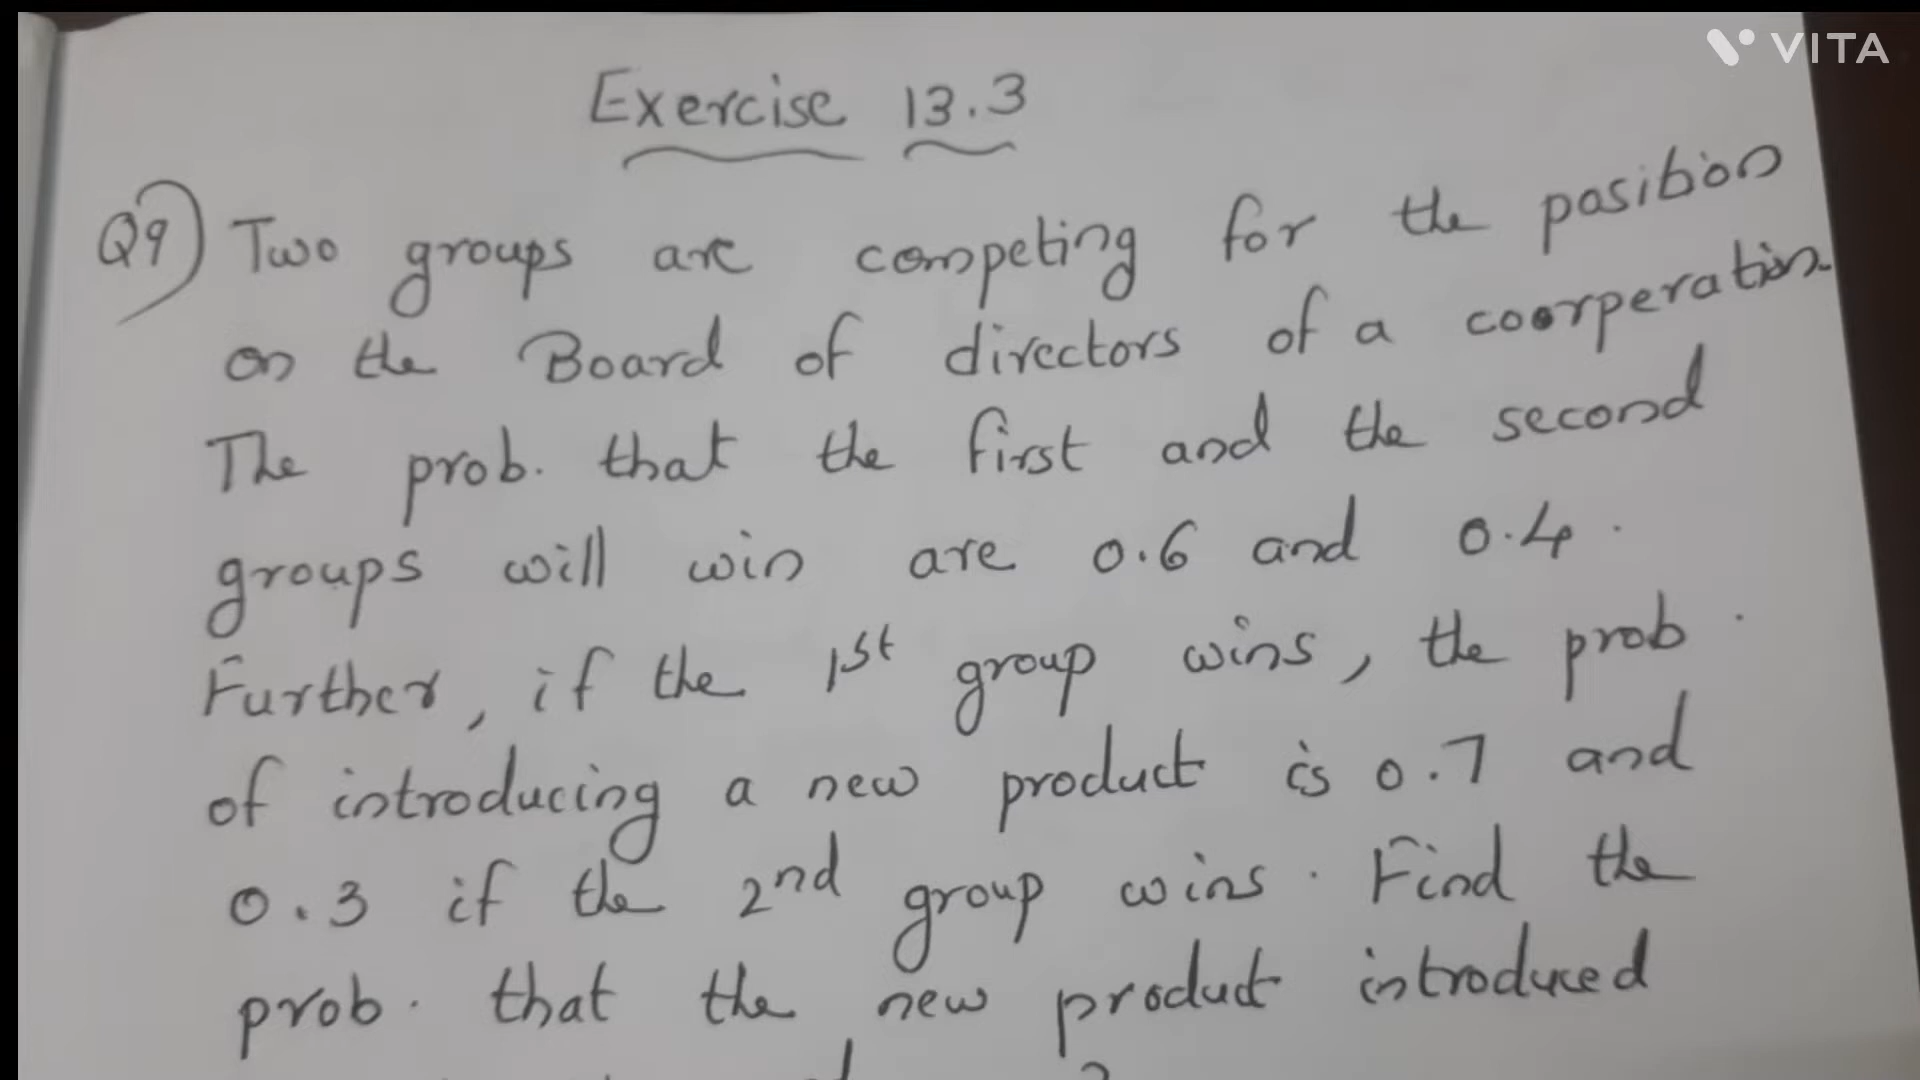 VITA
Exercise 13.3
Q9) Two groups are competing for the position
on the Board of directors of a coorperation.
The prob. that the first and the second
groups will win are 0.6 and 0.4.
Further, if the 1st group wins, the prob.
of introducing a new product is 0.7 and
0.3 if the 2nd group wins. Find the
prob. that the new product introduced